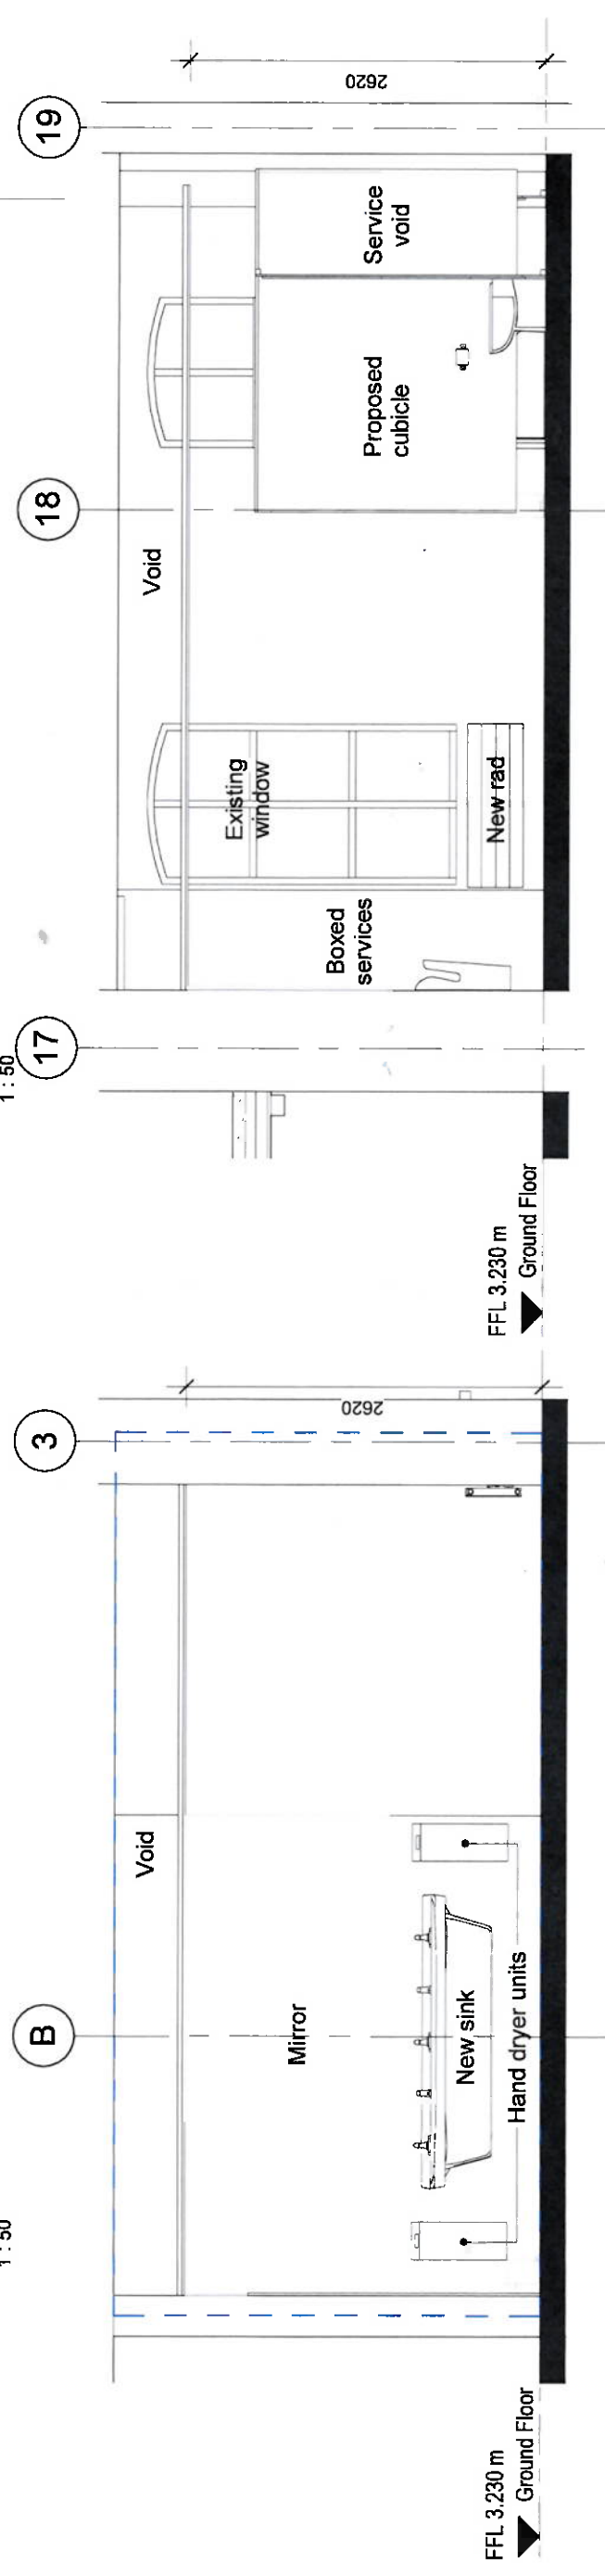 1 : 50
B
3
Void
2620
Mirror
New sink
Hand dryer units
FFL 3.230 m
Ground Floor
1 : 50
17
18
19
Void
2620
Existing
window
Boxed
services
New rad
Proposed
cubicle
Service
void
FFL 3.230 m
Ground Floor